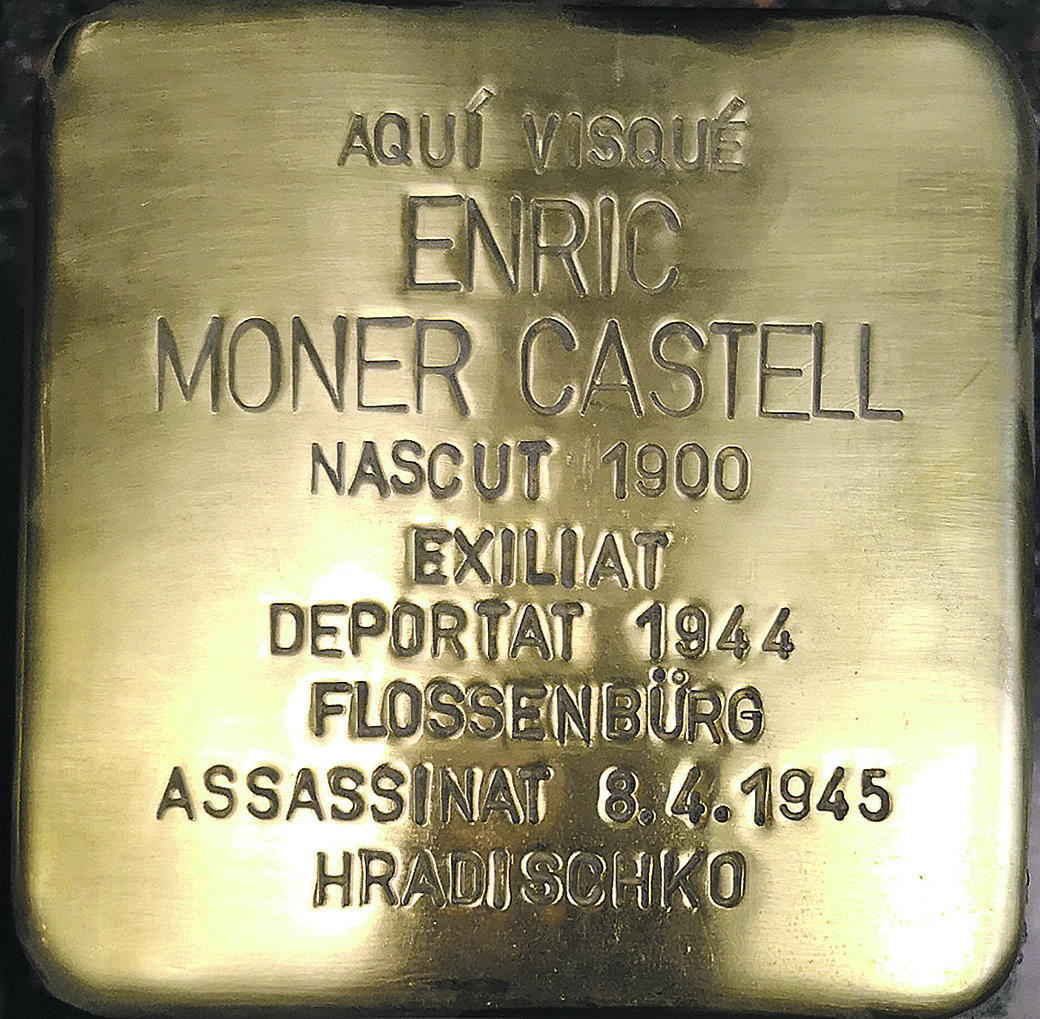 AQUÍ VISQUÉ
ENRIC
MONER CASTELL
NASCUT 1900
EXILIAT
DEPORTAT 1944
FLOSSENBÜRG
ASSASSINAT 8.4.1945
HRADISCHKO